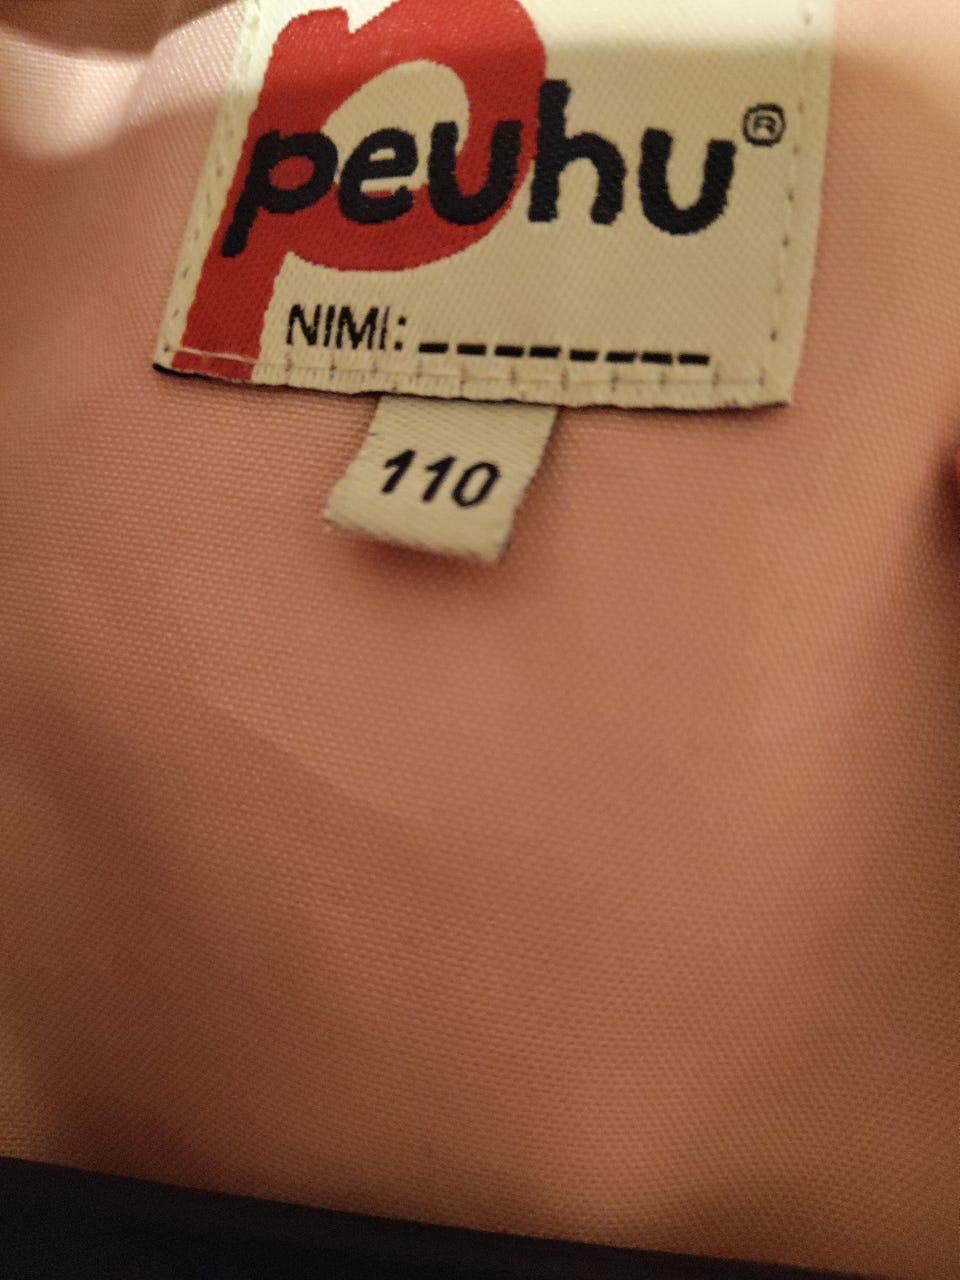 peuhu®
NIMI: _ _ _ _ _ _ _ _
110